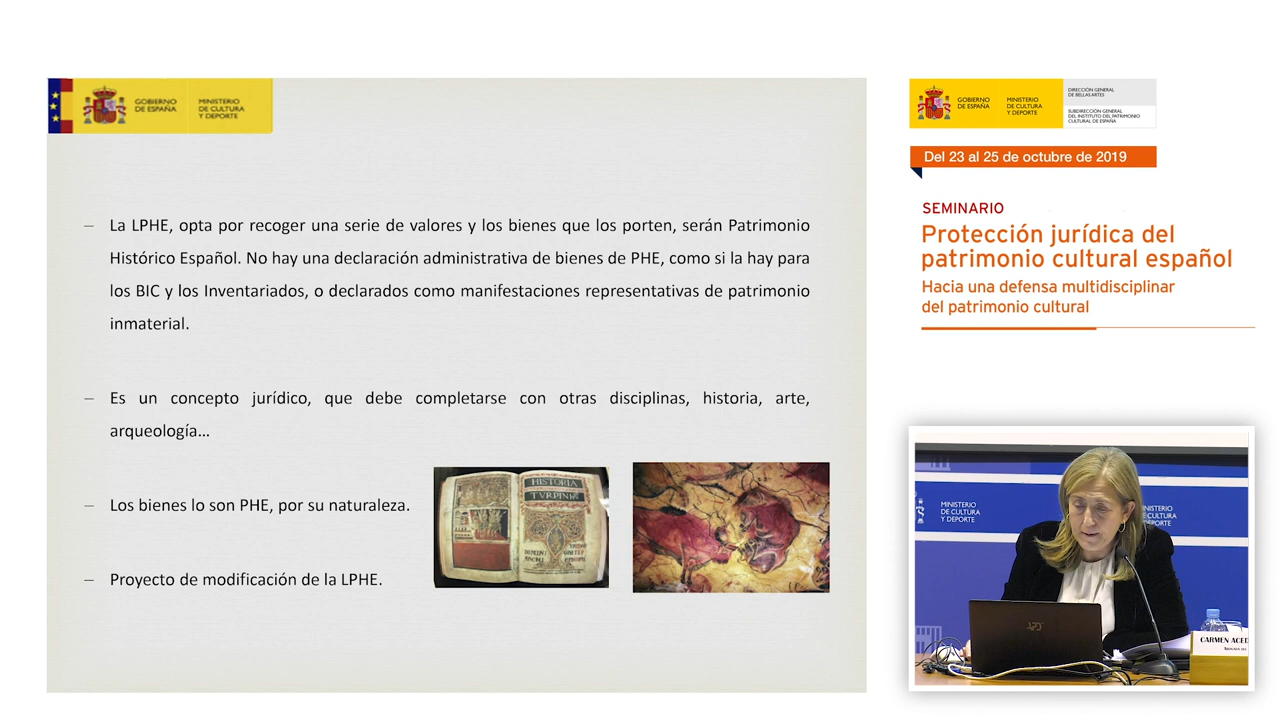 GOBIERNO
DE ESPAÑA
MINISTERIO
DE CULTURA
Y DEPORTE
La LPHE, opta por recoger una serie de valores y los bienes que los porten, serán Patrimonio
Histórico Español. No hay una declaración administrativa de bienes de PHE, como si la hay para
los BIC y los Inventariados, o declarados como manifestaciones representativas de patrimonio
inmaterial.
Es un concepto jurídico, que debe completarse con otras disciplinas, historia, arte,
arqueología...
Los bienes lo son PHE, por su naturaleza.
Proyecto de modificación de la LPHE.
HISTORIA
TVRPINI
GOBIERNO
DE ESPAÑA
MINISTERIO
DE CULTURA
Y DEPORTE
DIRECCIÓN GENERAL
DE BELLAS ARTES
SUBDIRECCIÓN GENERAL
DEL INSTITUTO DEL PATRIMONIO
CULTURAL DE ESPAÑA
Del 23 al 25 de octubre de 2019
SEMINARIO
Protección jurídica del
patrimonio cultural español
Hacia una defensa multidisciplinar
del patrimonio cultural
MINISTERIO
DE CULTURA
Y DEPORTE
CARMEN ACED